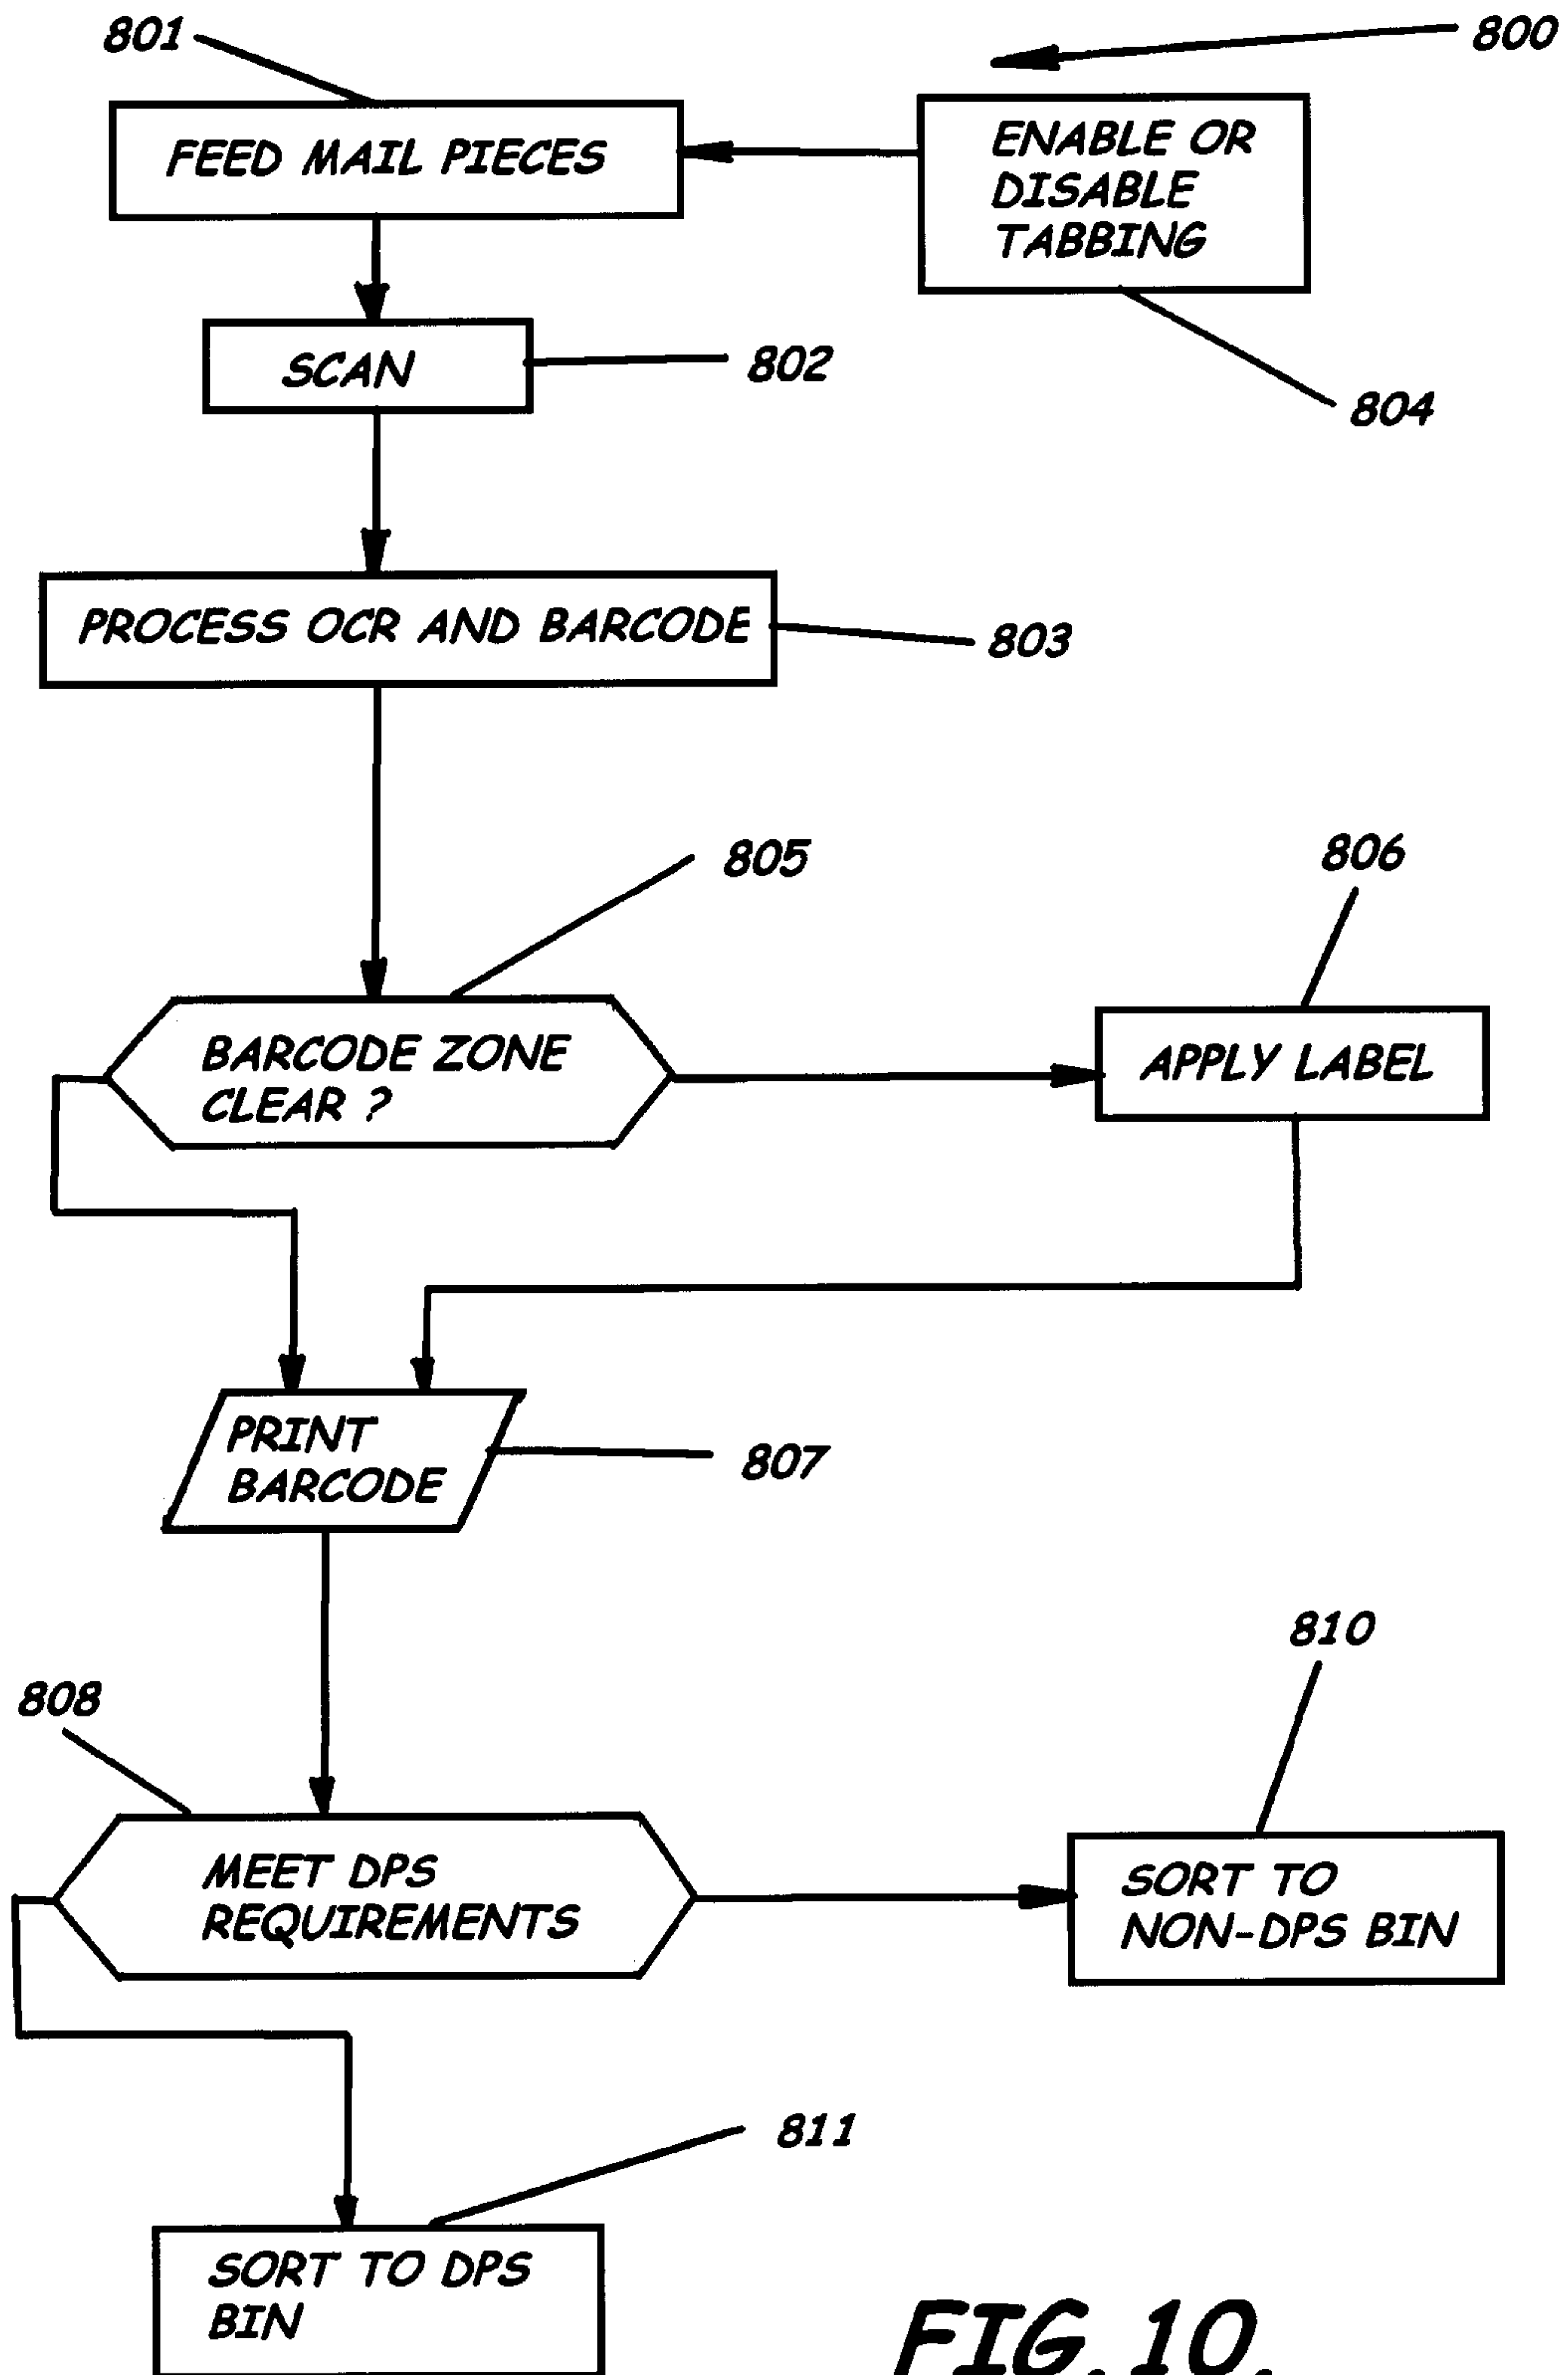 801
800
FEED MAIL PIECES
ENABLE OR
DISABLE
TABBING
SCAN
802
804
PROCESS OCR AND BARCODE
803
805
806
BARCODE ZONE
CLEAR ?
APPLY LABEL
PRINT
BARCODE
807
810
808
MEET DPS
REQUIREMENTS
SORT TO
NON-DPS BIN
811
SORT TO DPS
BIN
FIG. 10.